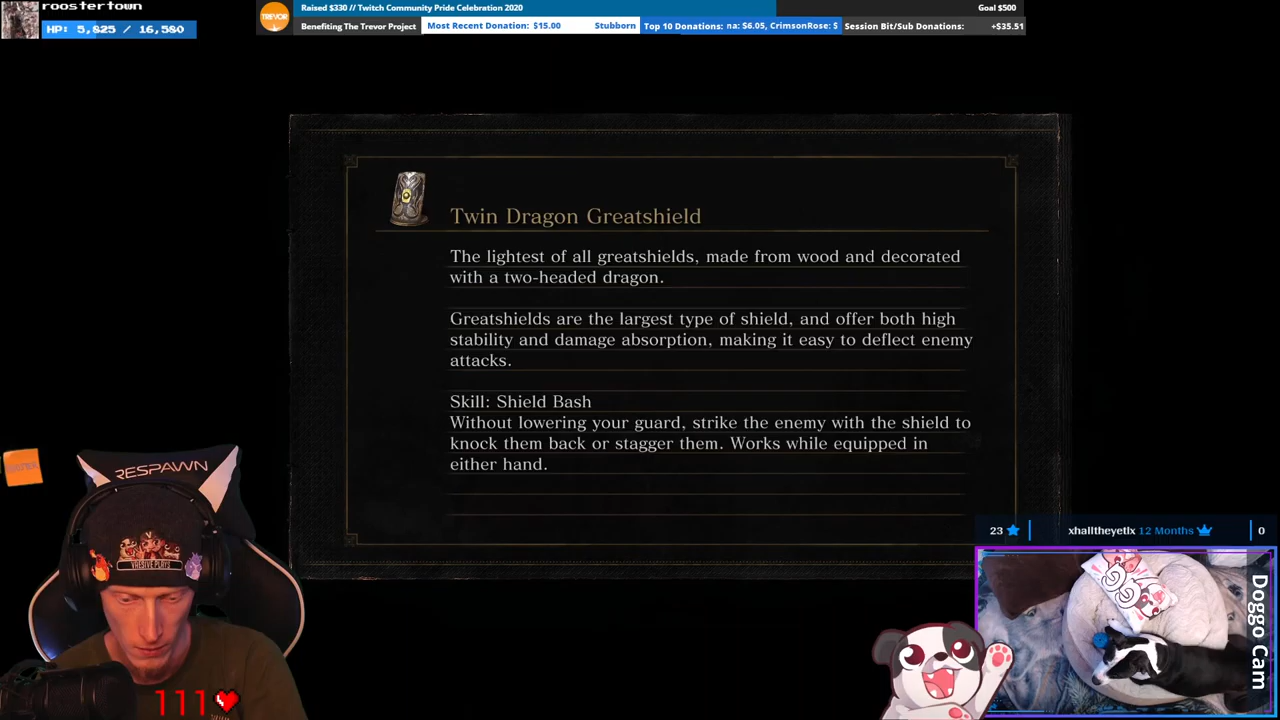 roostertown
HP: 5,825 / 16,500
Raised $330 // Twitch Community Pride Celebration 2020
Goal $500
TREVOR
Benefiting The Trevor Project
Most Recent Donation: $15.00
Stubborn
Top 10 Donations: na: $6.05, CrimsonRose: $
Session Bit/Sub Donations:
+$35.51
Twin Dragon Greatshield
The lightest of all greatshields, made from wood and decorated
with a two-headed dragon.
Greatshields are the largest type of shield, and offer both high
stability and damage absorption, making it easy to deflect enemy
attacks.
Skill: Shield Bash
Without lowering your guard, strike the enemy with the shield to
knock them back or stagger them. Works while equipped in
either hand.
RESPAWN
VHESIVE PLAYS
111
23
xhalltheyetix 12 Months
0
Doggo Cam